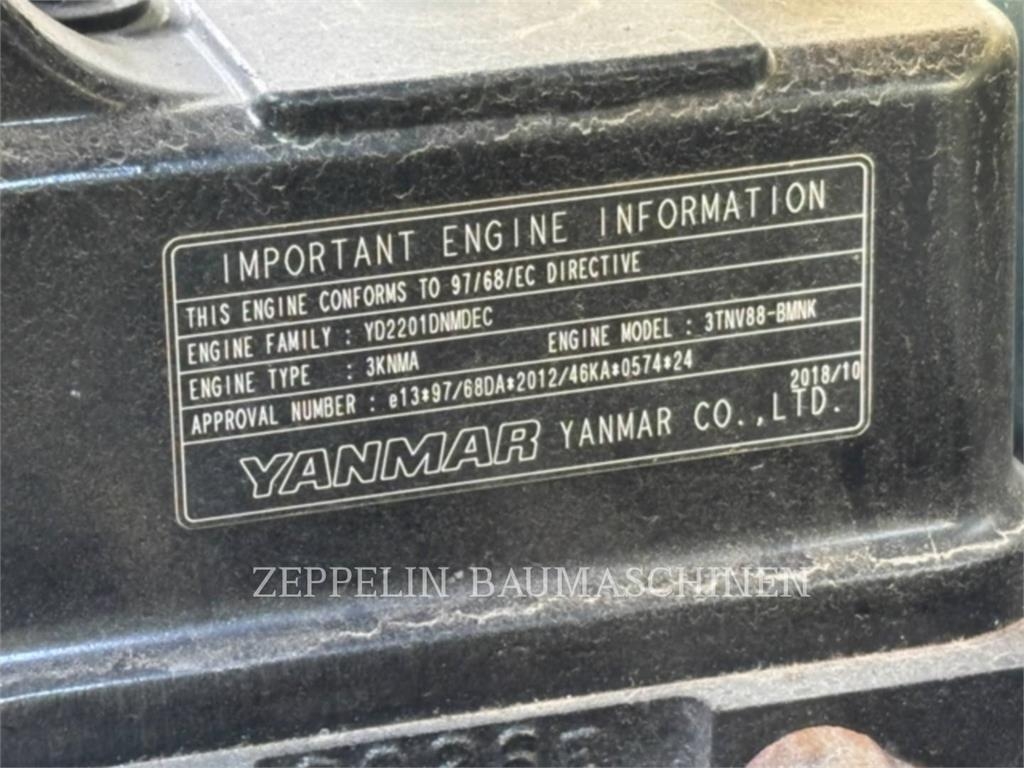 IMPORTANT ENGINE INFORMATION
THIS ENGINE CONFORMS TO 97/68/EC DIRECTIVE
ENGINE FAMILY : YD2201DNMDEC
ENGINE TYPE : 3KNMA ENGINE MODEL : 3TNV88-BMNK
APPROVAL NUMBER : e13*97/68DA*2012/46KA*0574*24
2018/10
YANMAR YANMAR CO.,LTD.
ZEPPELIN BAUMASCHINEN